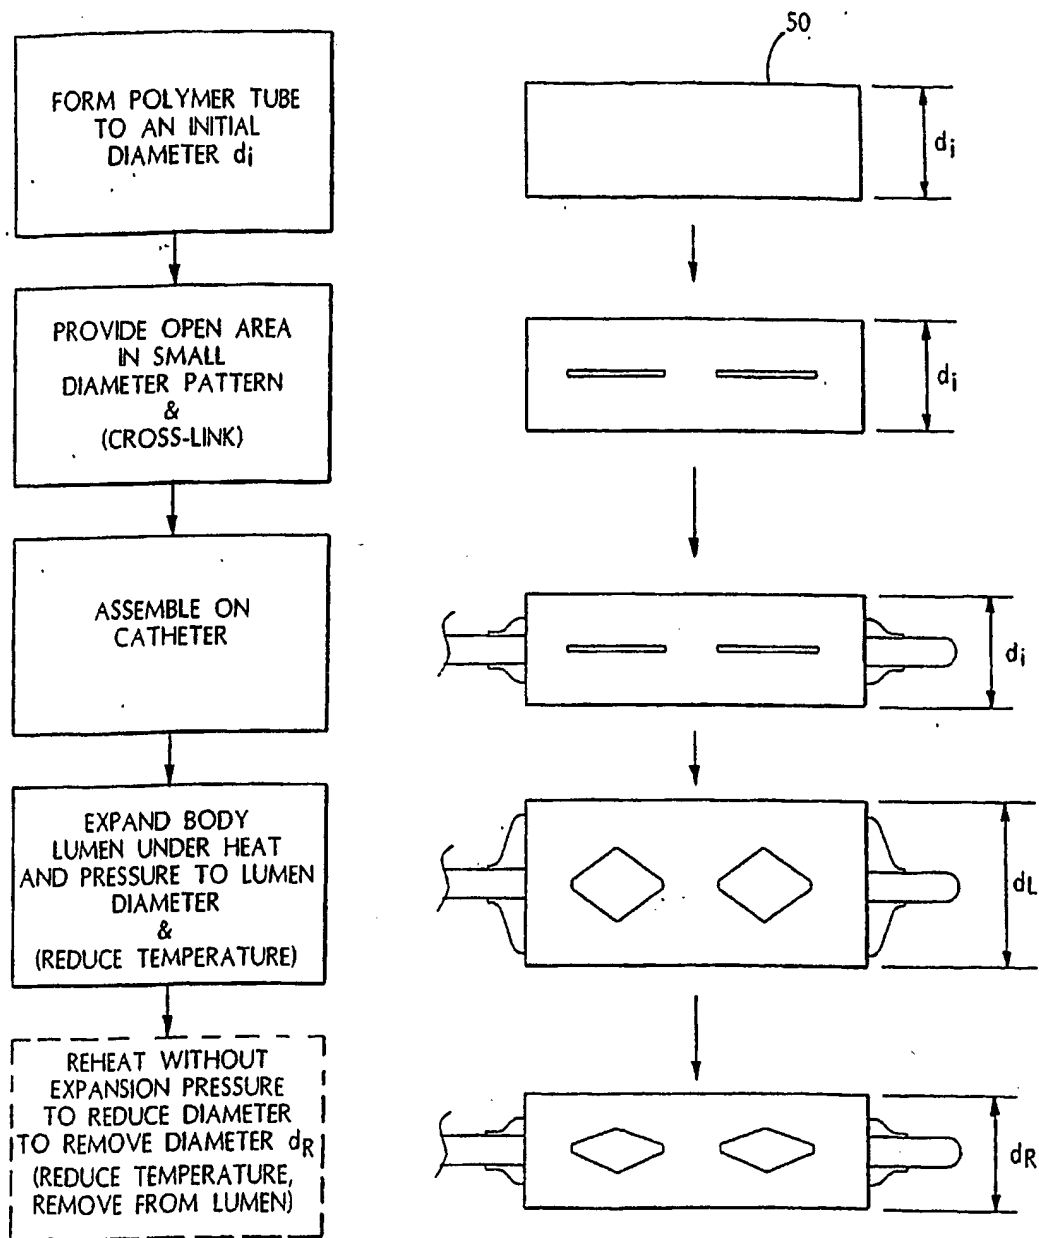 FORM POLYMER TUBE
TO AN INITIAL
DIAMETER di
50
di
PROVIDE OPEN AREA
IN SMALL
DIAMETER PATTERN
&
(CROSS-LINK)
di
ASSEMBLE ON
CATHETER
di
EXPAND BODY
LUMEN UNDER HEAT
AND PRESSURE TO LUMEN
DIAMETER
&
(REDUCE TEMPERATURE)
dL
REHEAT WITHOUT
EXPANSION PRESSURE
TO REDUCE DIAMETER
TO REMOVE DIAMETER dR
(REDUCE TEMPERATURE,
REMOVE FROM LUMEN)
dR